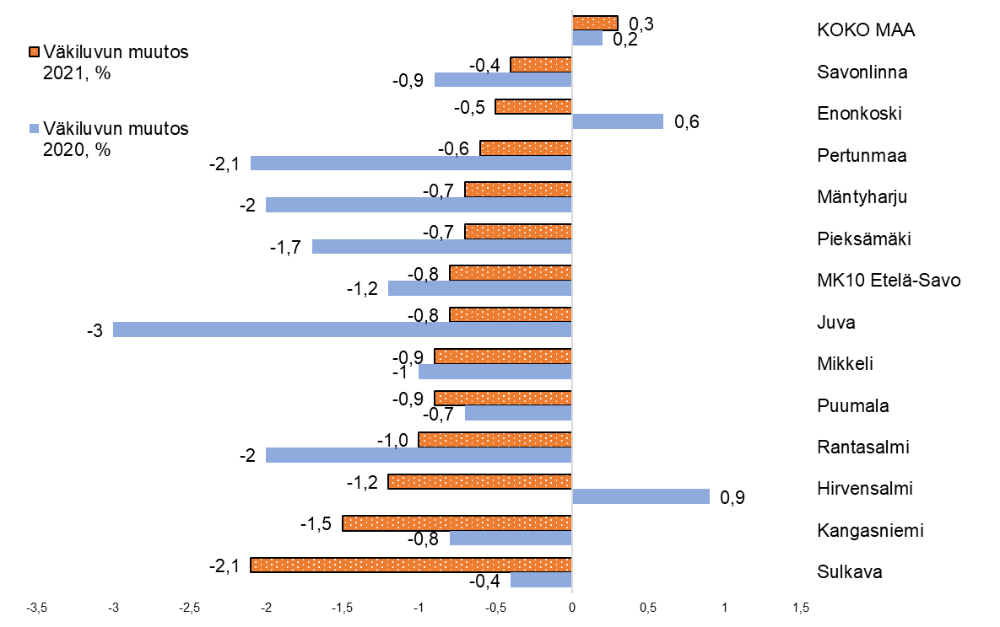 Väkiluvun muutos
2021, %
Väkiluvun muutos
2020, %
0,3
0,2
KOKO MAA
-0,4
-0,9
Savonlinna
-0,5
0,6
Enonkoski
-0,6
-2,1
Pertunmaa
-0,7
-2
Mäntyharju
-0,7
-1,7
Pieksämäki
-0,8
-1,2
MK10 Etelä-Savo
-0,8
-3
Juva
-0,9
-1
Mikkeli
-0,9
-0,7
Puumala
-1,0
-2
Rantasalmi
-1,2
0,9
Hirvensalmi
-1,5
-0,8
Kangasniemi
-2,1
-0,4
Sulkava
-3,5 -3 -2,5 -2 -1,5 -1 -0,5 0 0,5 1 1,5